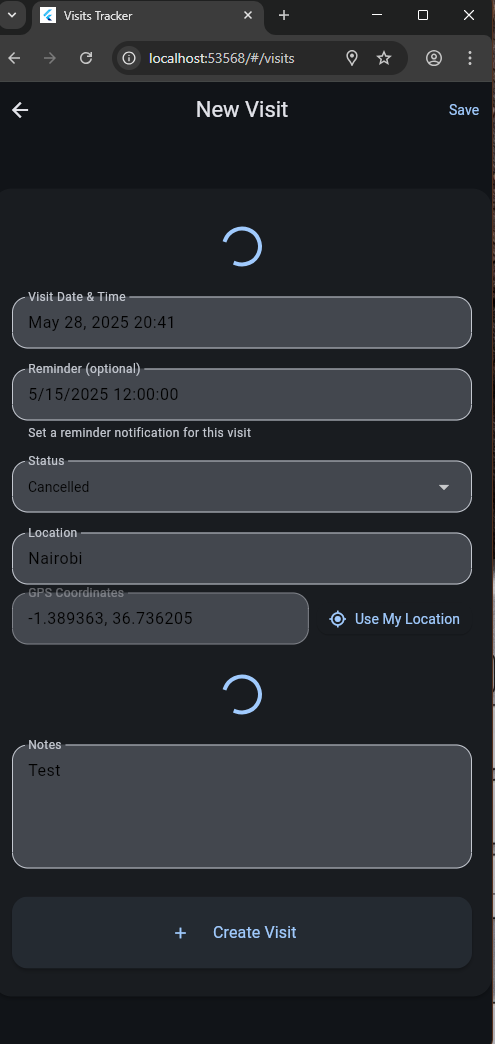 Visits Tracker
localhost:53568/#/visits
New Visit
Save
Visit Date & Time
May 28, 2025 20:41
Reminder (optional)
5/15/2025 12:00:00
Set a reminder notification for this visit
Status
Cancelled
Location
Nairobi
GPS Coordinates
-1.389363, 36.736205
Use My Location
Notes
Test
+ Create Visit